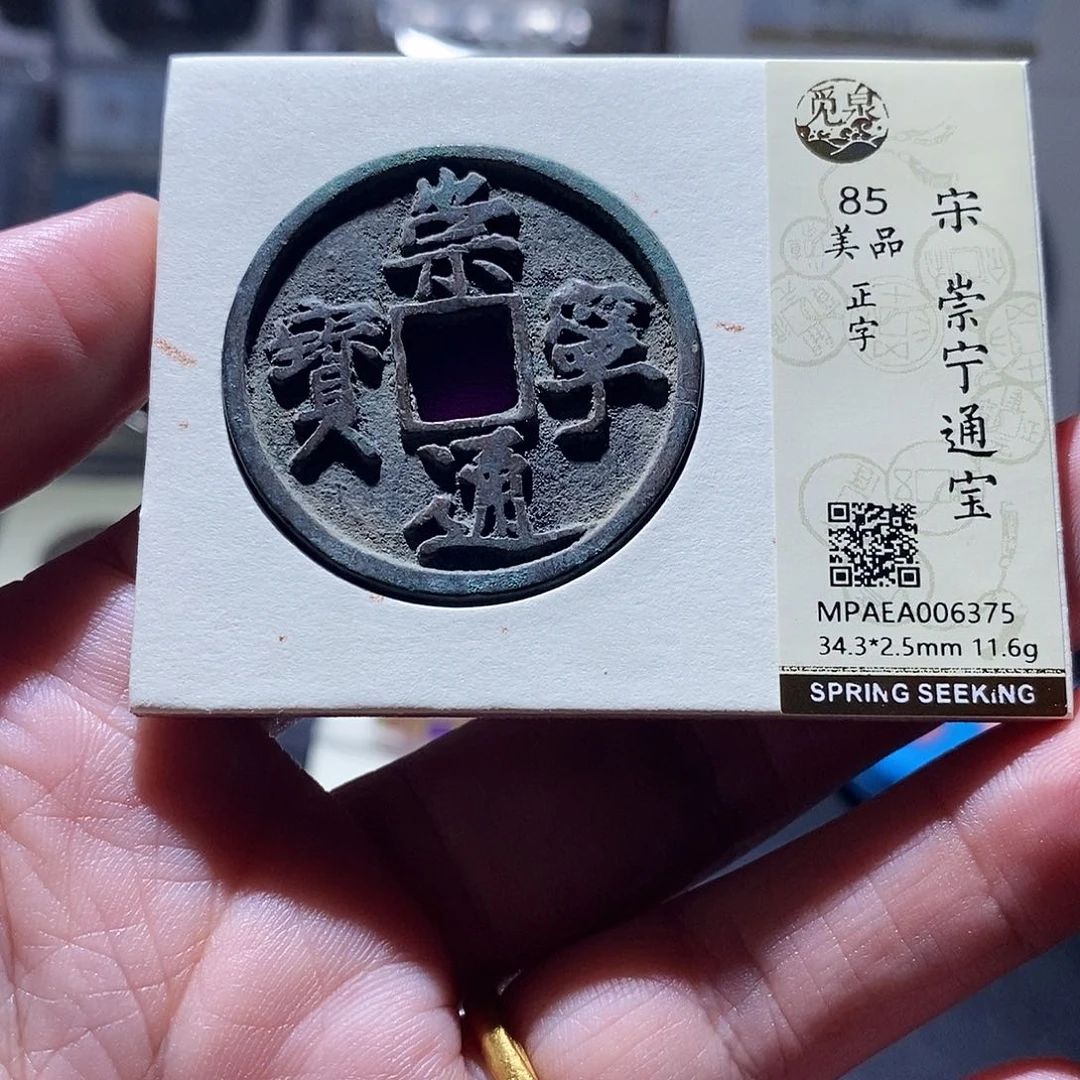 崇
寧
通
寶
觅泉
85
美品
正字
宋 崇宁通宝
MPAEA006375
34.3*2.5mm 11.6g
SPRING SEEKiNG